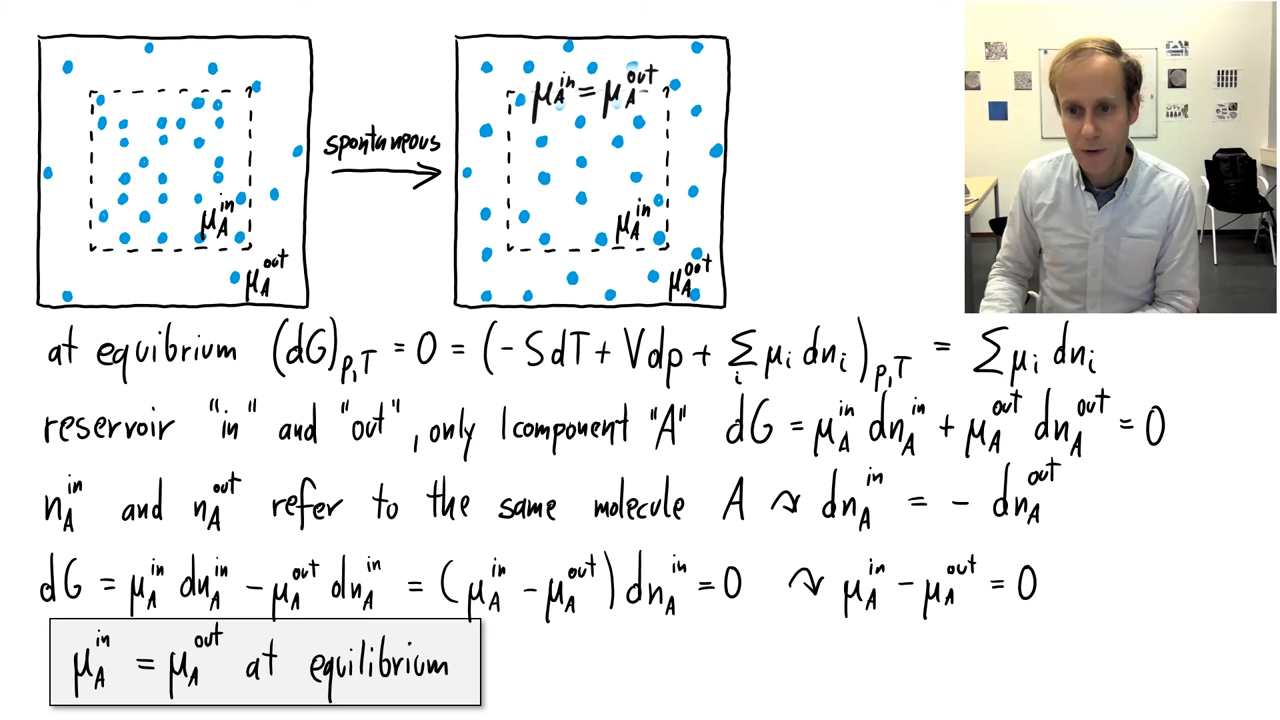 μ_A^in = μ_A^out
spontaneous
μ_A^in
μ_A^out
μ_A^in
μ_A^out
at equibrium (dG)_p,T = 0 = (- SdT + Vdp + Σ_i μ_i dn_i)_p,T = Σ μ_i dn_i
reservoir "in" and "out", only 1 component "A" dG = μ_A^in dn_A^in + μ_A^out dn_A^out = 0
n_A^in and n_A^out refer to the same molecule A ↝ dn_A^in = - dn_A^out
dG = μ_A^in dn_A^in - μ_A^out dn_A^in = (μ_A^in - μ_A^out) dn_A^in = 0 ↝ μ_A^in - μ_A^out = 0
μ_A^in = μ_A^out at equilibrium